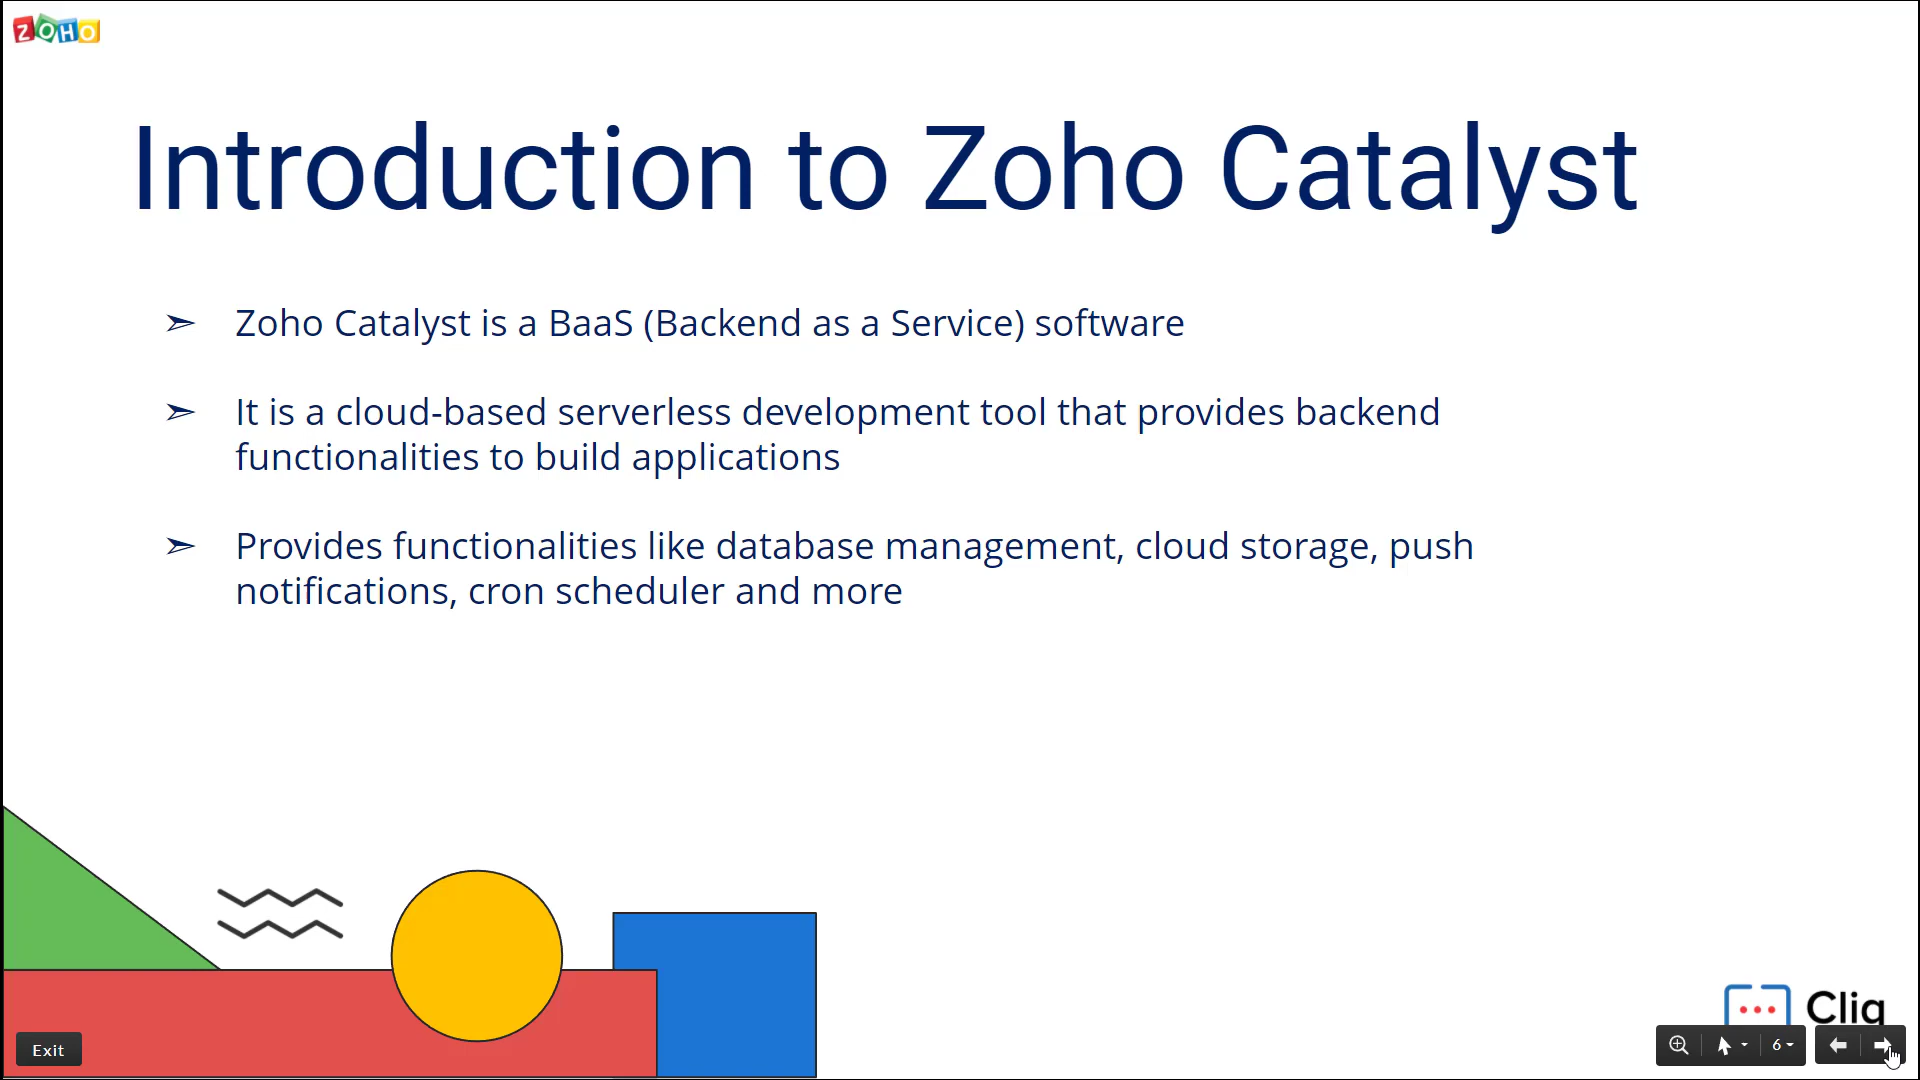 ZOHO
Introduction to Zoho Catalyst
➣ Zoho Catalyst is a BaaS (Backend as a Service) software
➣ It is a cloud-based serverless development tool that provides backend
functionalities to build applications
➣ Provides functionalities like database management, cloud storage, push
notifications, cron scheduler and more
Cliq
Exit
6